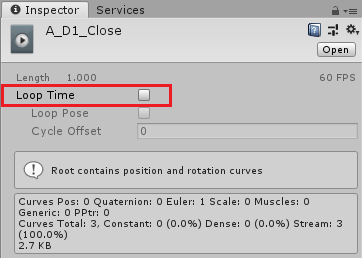 Inspector Services
A_D1_Close
Open
Length 1.000 60 FPS
Loop Time
Loop Pose
Cycle Offset 0
Root contains position and rotation curves
Curves Pos: 0 Quaternion: 0 Euler: 1 Scale: 0 Muscles: 0
Generic: 0 PPtr: 0
Curves Total: 3, Constant: 0 (0.0%) Dense: 0 (0.0%) Stream: 3
(100.0%)
2.7 KB